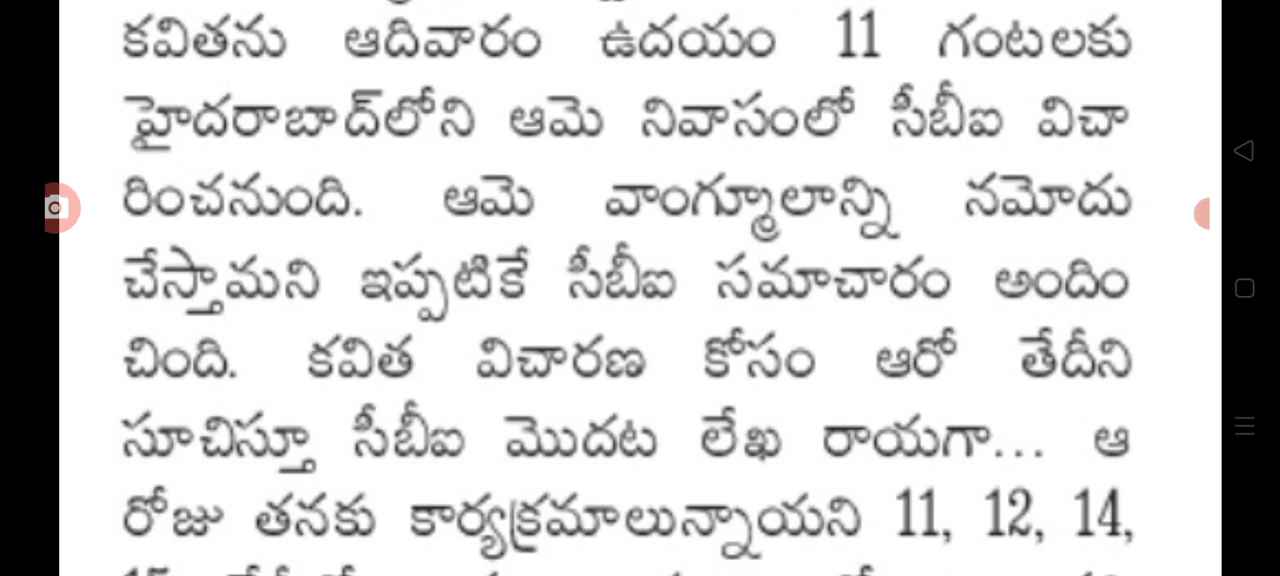 కవితను ఆదివారం ఉదయం 11 గంటలకు
హైదరాబాద్‌లోని ఆమె నివాసంలో సీబీఐ విచా
రించనుంది. ఆమె వాంగ్మూలాన్ని నమోదు
చేస్తామని ఇప్పటికే సీబీఐ సమాచారం అందిం
చింది. కవిత విచారణ కోసం ఆరో తేదీని
సూచిస్తూ సీబీఐ మొదట లేఖ రాయగా... ఆ
రోజు తనకు కార్యక్రమాలున్నాయని 11, 12, 14,